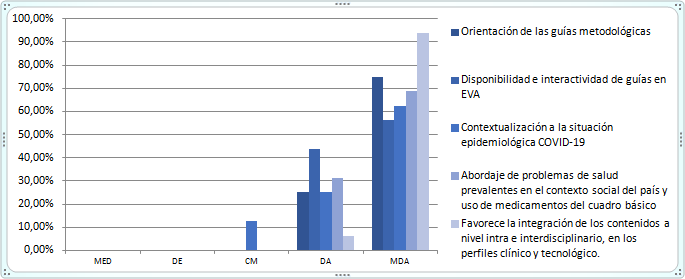 100,00%
90,00%
80,00%
70,00%
60,00%
50,00%
40,00%
30,00%
20,00%
10,00%
0,00%
MED DE CM DA MDA
Orientación de las guías metodológicas
Disponibilidad e interactividad de guías en
EVA
Contextualización a la situación
epidemiológica COVID-19
Abordaje de problemas de salud
prevalentes en el contexto social del país y
uso de medicamentos del cuadro básico
Favorece la integración de los contenidos a
nivel intra e interdisciplinario, en los
perfiles clínico y tecnológico.